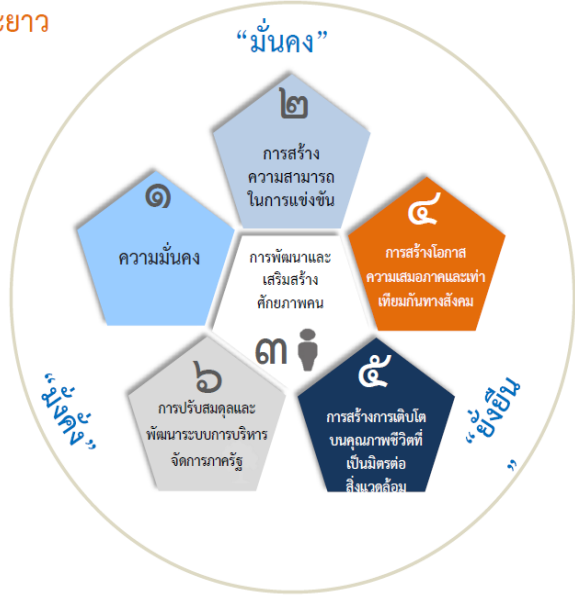 ะยาว
“มั่นคง”
๒
การสร้าง
ความสามารถ
ในการแข่งขัน
๑
ความมั่นคง
๔
การสร้างโอกาส
ความเสมอภาคและเท่า
เทียมกันทางสังคม
การพัฒนาและ
เสริมสร้าง
ศักยภาพคน
๓
๖
การปรับสมดุลและ
พัฒนาระบบการบริหาร
จัดการภาครัฐ
๕
การสร้างการเติบโต
บนคุณภาพชีวิตที่
เป็นมิตรต่อ
สิ่งแวดล้อม
“มั่งคั่ง”
“ยั่งยืน
”